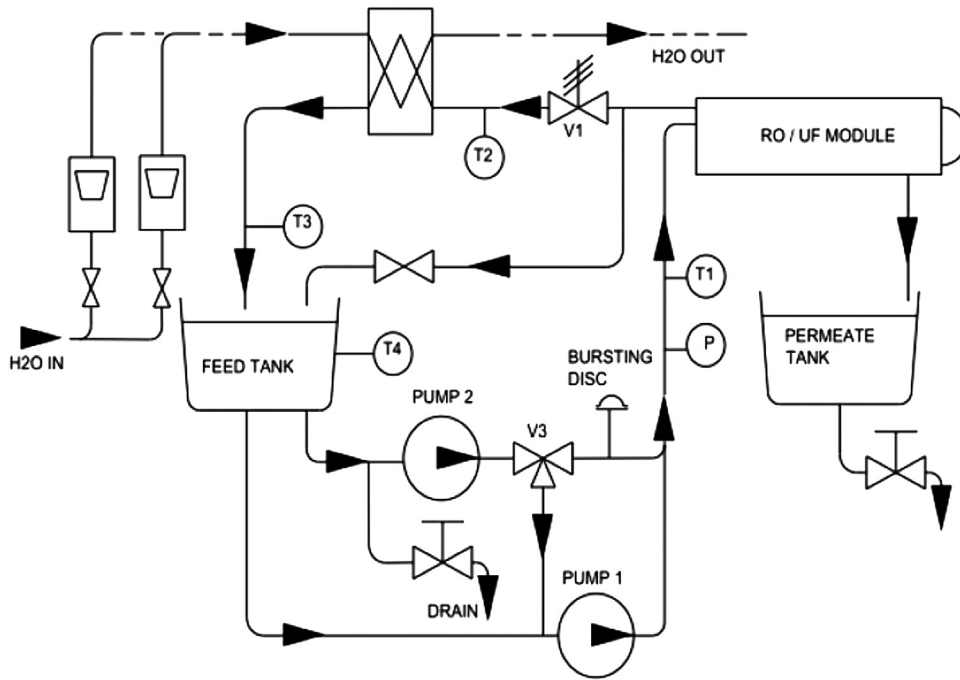 H2O OUT
V1
RO / UF MODULE
T2
T3
T1
H2O IN
FEED TANK
T4
P
PERMEATE
TANK
BURSTING
DISC
PUMP 2
V3
PUMP 1
DRAIN